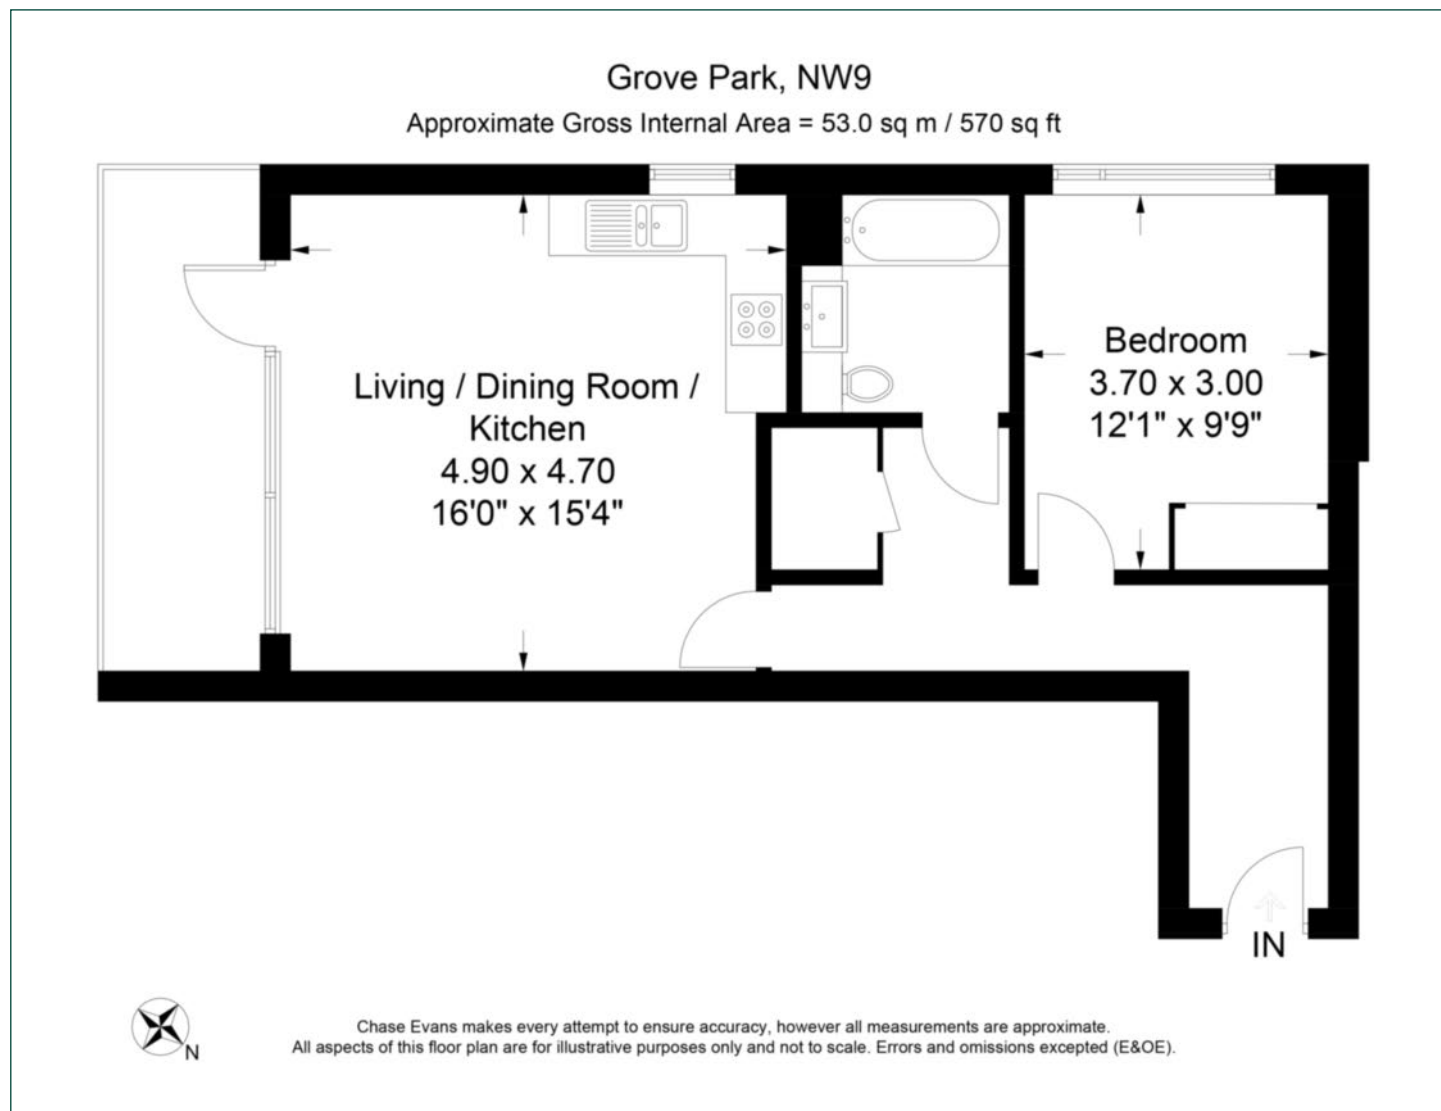 Grove Park, NW9
Approximate Gross Internal Area = 53.0 sq m / 570 sq ft
Living / Dining Room /
Kitchen
4.90 x 4.70
16'0" x 15'4"
Bedroom
3.70 x 3.00
12'1" x 9'9"
IN
N
Chase Evans makes every attempt to ensure accuracy, however all measurements are approximate.
All aspects of this floor plan are for illustrative purposes only and not to scale. Errors and omissions excepted (E&OE).